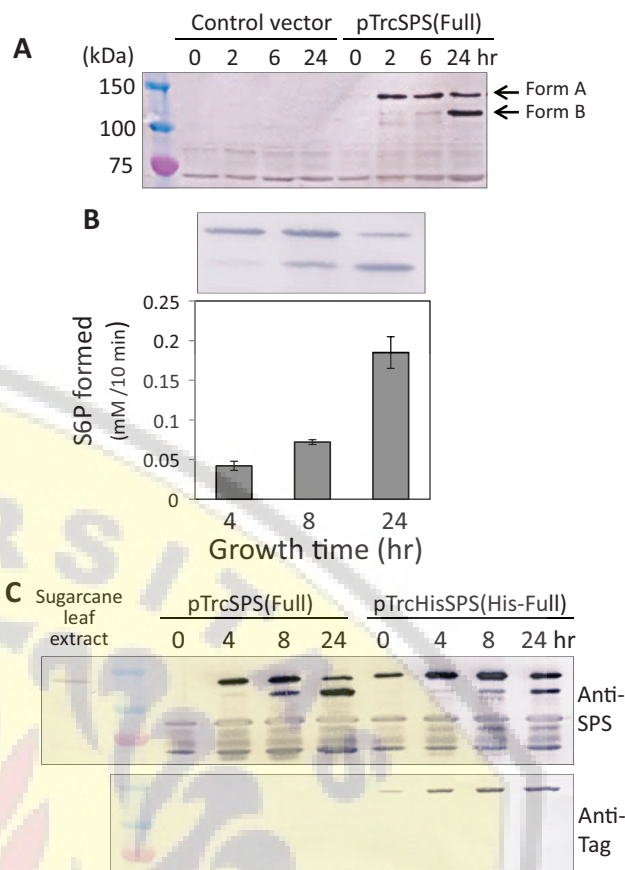 Control vector pTrcSPS(Full)
A (kDa) 0 2 6 24 0 2 6 24 hr
150
100
75
Form A
Form B
B
0.25
0.2
0.15
0.1
0.05
0
S6P formed
(mM /10 min)
4 8 24
Growth time (hr)
C Sugarcane leaf extract
pTrcSPS(Full) pTrcHisSPS(His-Full)
0 4 8 24 0 4 8 24 hr
Anti-
SPS
Anti-
Tag
R S I T